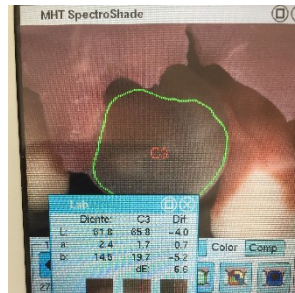 MHT SpectroShade
C3
Lab
Diente: C3 Dif.
L: 61.8 65.8 -4.0
a: 2.4 1.7 0.7
b: 14.5 19.7 -5.2
dE: 6.6
Color Comp